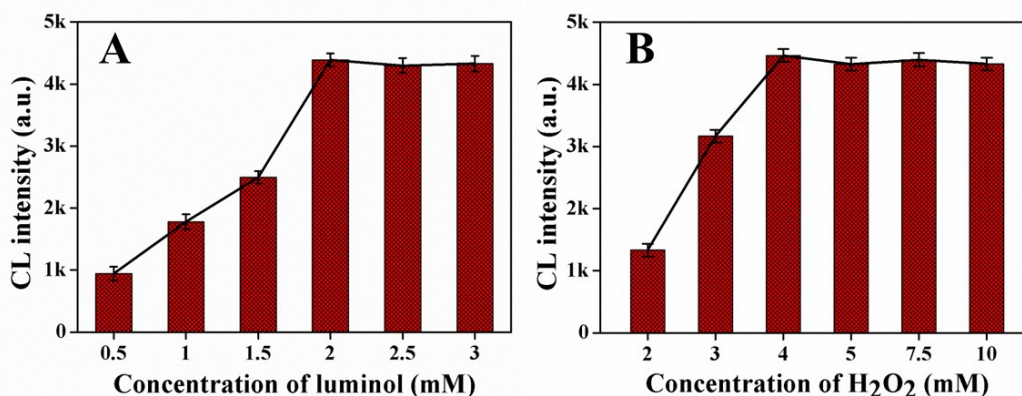 A
CL intensity (a.u.)
5k
4k
3k
2k
1k
0
0.5 1 1.5 2 2.5 3
Concentration of luminol (mM)
B
CL intensity (a.u.)
5k
4k
3k
2k
1k
0
2 3 4 5 7.5 10
Concentration of H₂O₂ (mM)